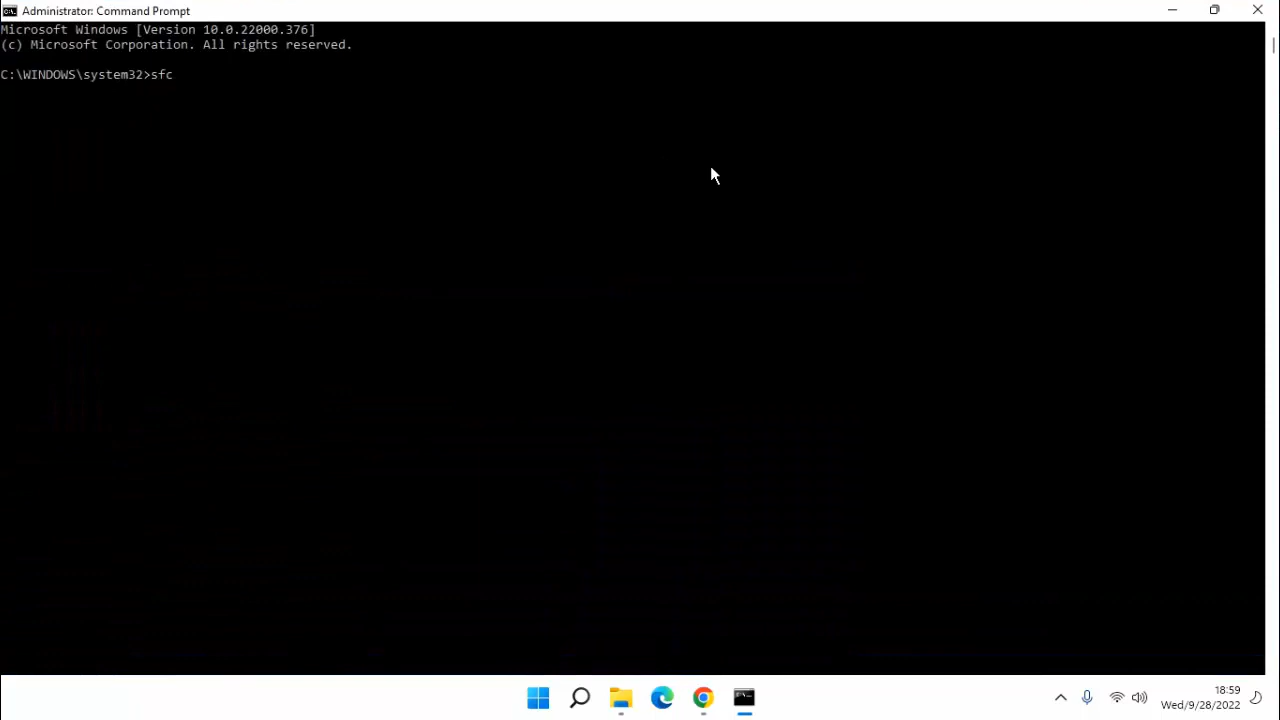 Administrator: Command Prompt
Microsoft Windows [Version 10.0.22000.376]
(c) Microsoft Corporation. All rights reserved.
C:\WINDOWS\system32>sfc
18:59
Wed/9/28/2022